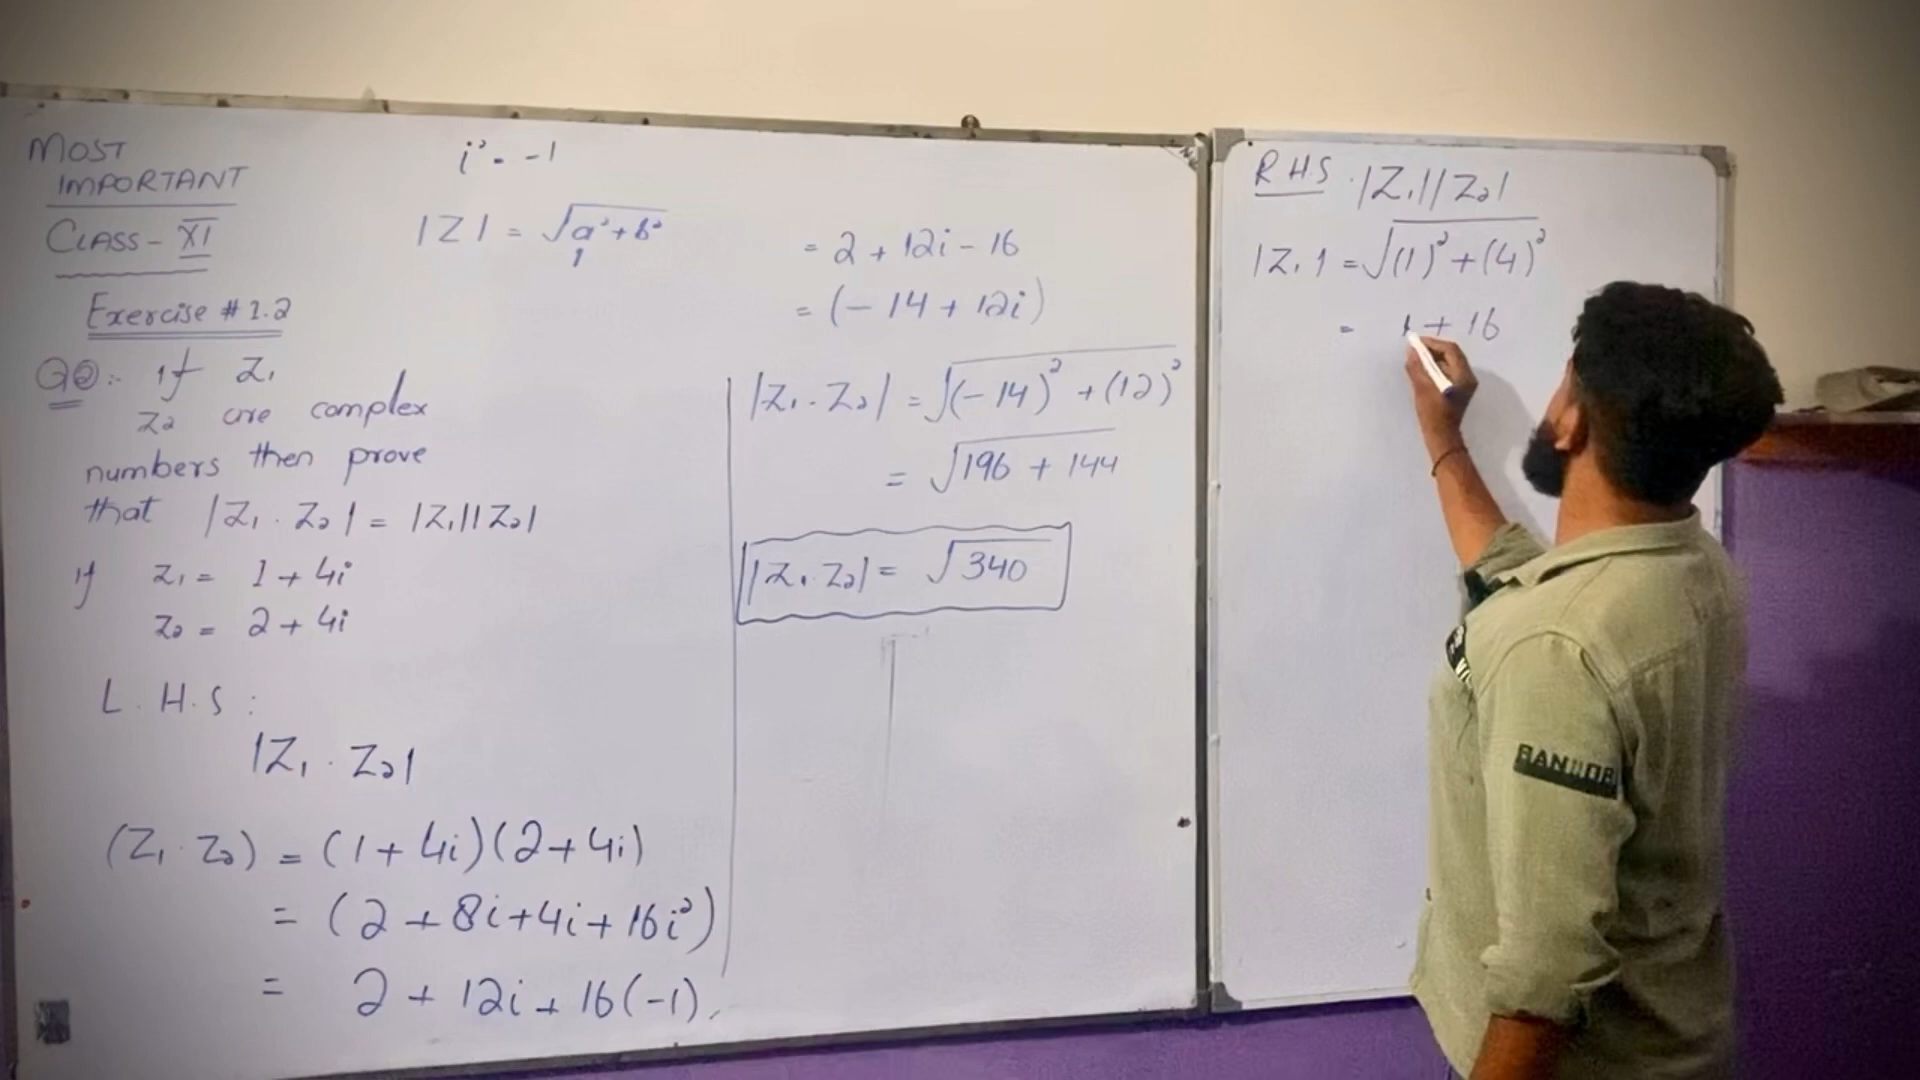 MOST
IMPORTANT
CLASS - XI
Exercise # 1.2
Q2:- if Z₁
Z₂ are complex
numbers then prove
that |Z₁ . Z₂| = |Z₁||Z₂|
if Z₁ = 1 + 4i
Z₂ = 2 + 4i
L . H . S :
|Z₁ . Z₂|
(Z₁ . Z₂) = (1 + 4i)(2 + 4i)
= (2 + 8i + 4i + 16i²)
= 2 + 12i + 16(-1)
i² = -1
|Z| = √a² + b²
= 2 + 12i - 16
= (-14 + 12i)
|Z₁ . Z₂| = √(-14)² + (12)²
= √196 + 144
|Z₁ . Z₂| = √340
R.H.S |Z₁||Z₂|
|Z₁| = √(1)² + (4)²
= 1 + 16